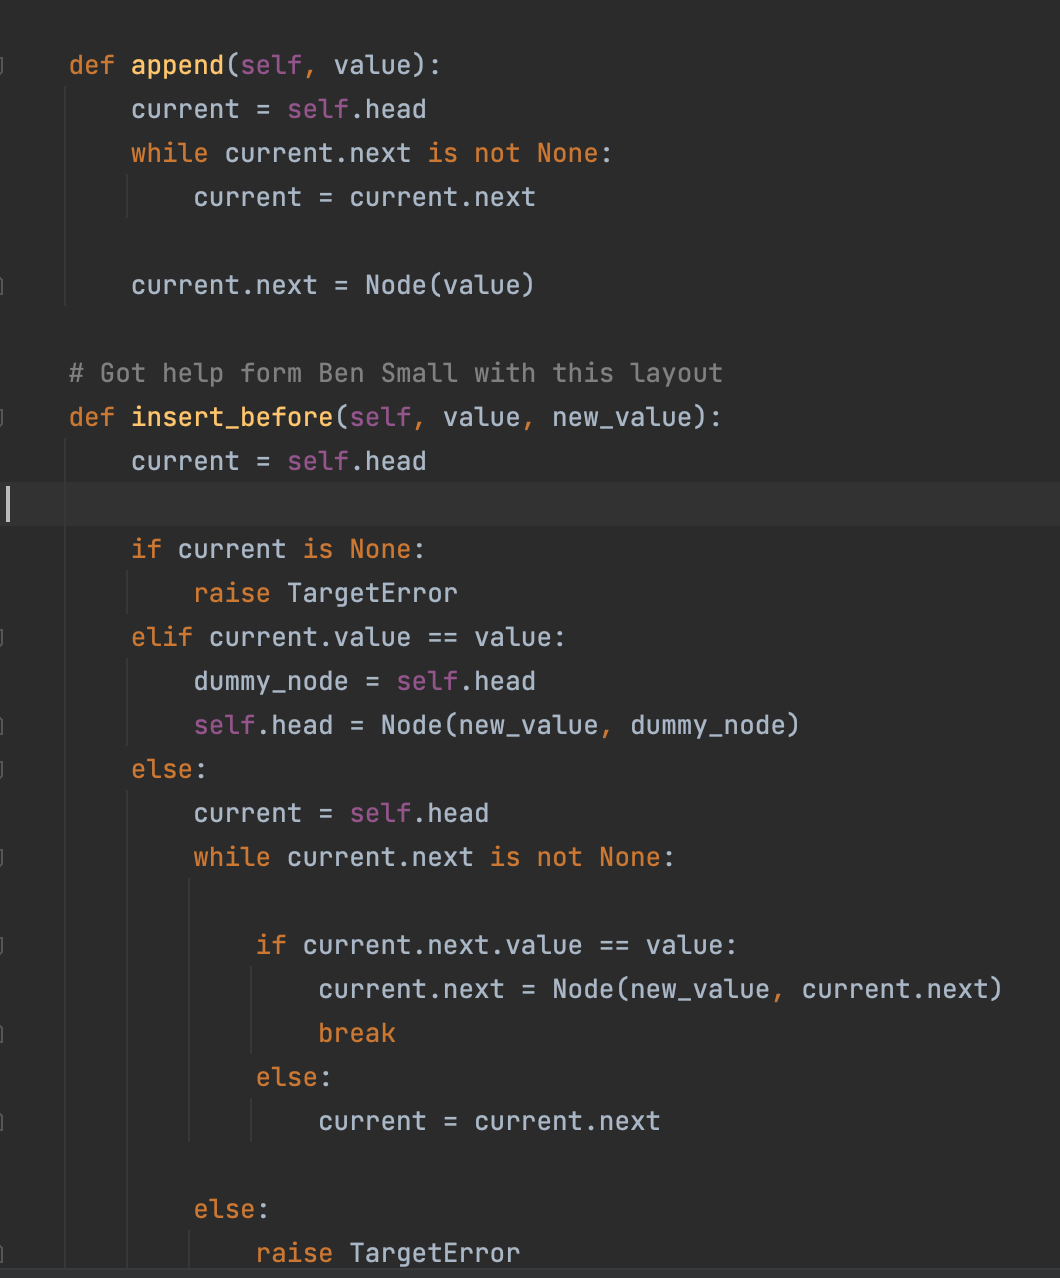 def append(self, value):
    current = self.head
    while current.next is not None:
        current = current.next
    current.next = Node(value)
# Got help form Ben Small with this layout
def insert_before(self, value, new_value):
    current = self.head
    if current is None:
        raise TargetError
    elif current.value == value:
        dummy_node = self.head
        self.head = Node(new_value, dummy_node)
    else:
        current = self.head
        while current.next is not None:
            if current.next.value == value:
                current.next = Node(new_value, current.next)
                break
            else:
                current = current.next
        else:
            raise TargetError